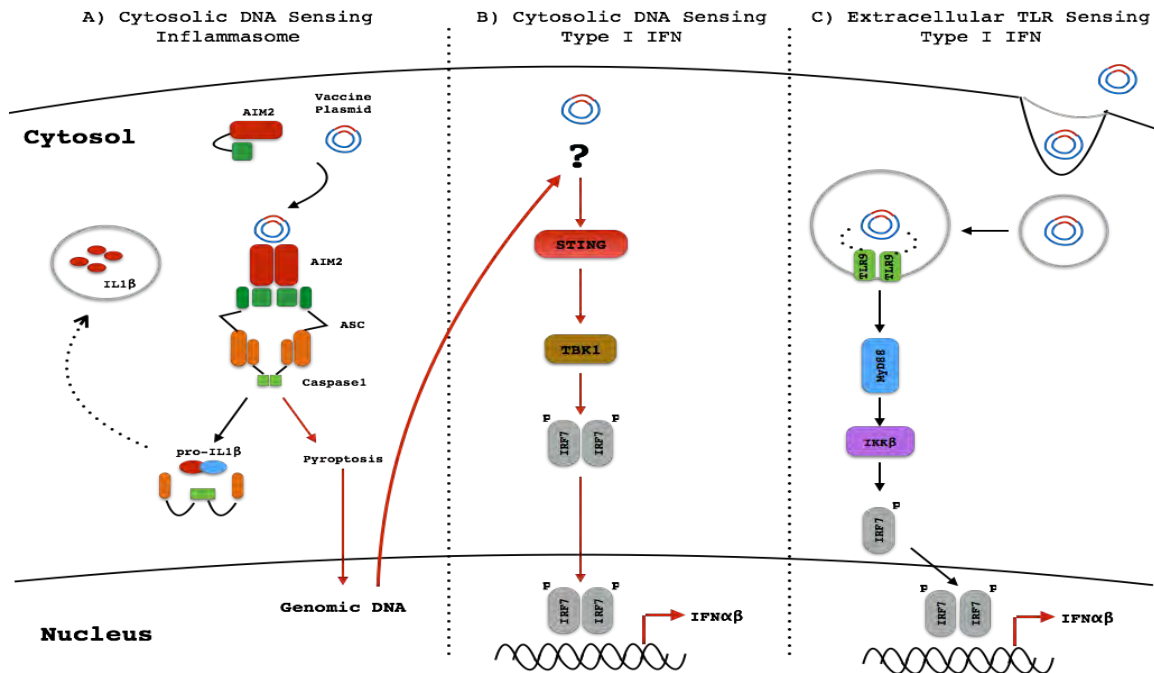 A) Cytosolic DNA Sensing
Inflammasome
B) Cytosolic DNA Sensing
Type I IFN
C) Extracellular TLR Sensing
Type I IFN
Cytosol
AIM2
Vaccine
Plasmid
AIM2
ASC
Caspase1
IL1β
pro-IL1β
Pyroptosis
Genomic DNA
Nucleus
?
STING
TBK1
P
P
IRF7
IRF7
P
P
IRF7
IRF7
IFNαβ
TLR9
TLR9
MyD88
IKKβ
P
IRF7
P
P
IRF7
IRF7
IFNαβ